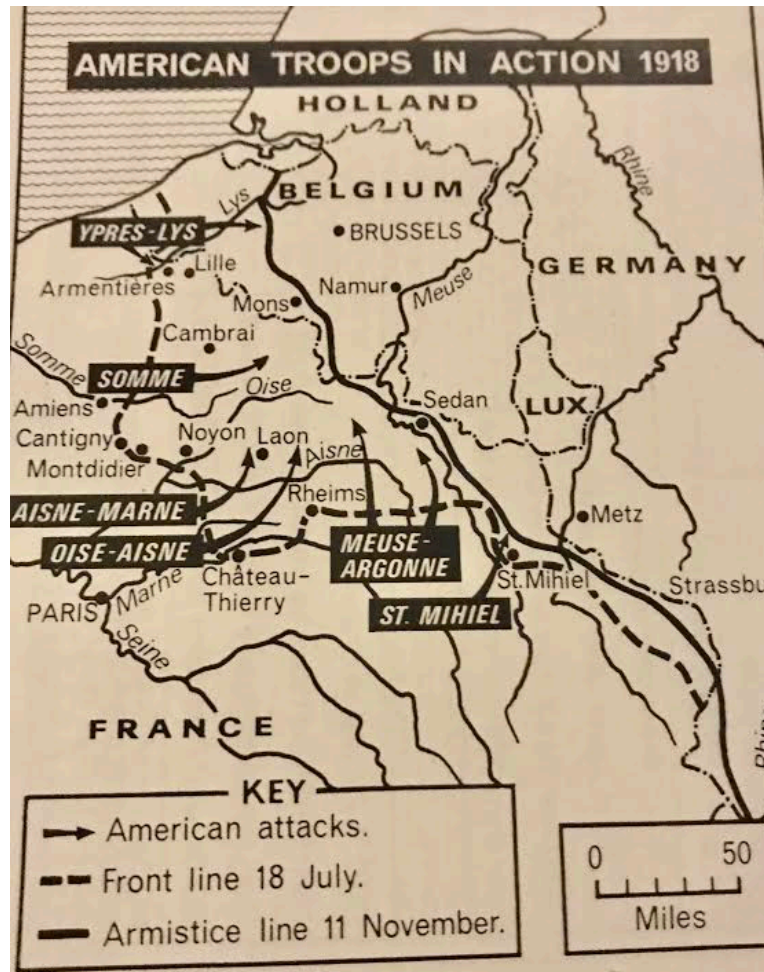 AMERICAN TROOPS IN ACTION 1918
HOLLAND
Rhine
Lys
BELGIUM
YPRES-LYS
BRUSSELS
Lille
GERMANY
Armentières
Namur
Meuse
Mons
Cambrai
Somme
SOMME
Oise
Sedan
LUX
Amiens
Cantigny
Noyon
Laon
Montdidier
Aisne
Rheims
AISNE-MARNE
Metz
OISE-AISNE
MEUSE-
ARGONNE
St. Mihiel
Château-
Thierry
Strassbu
PARIS
Marne
ST. MIHIEL
Seine
FRANCE
Rhine
KEY
American attacks.
Front line 18 July.
Armistice line 11 November.
0 50
Miles